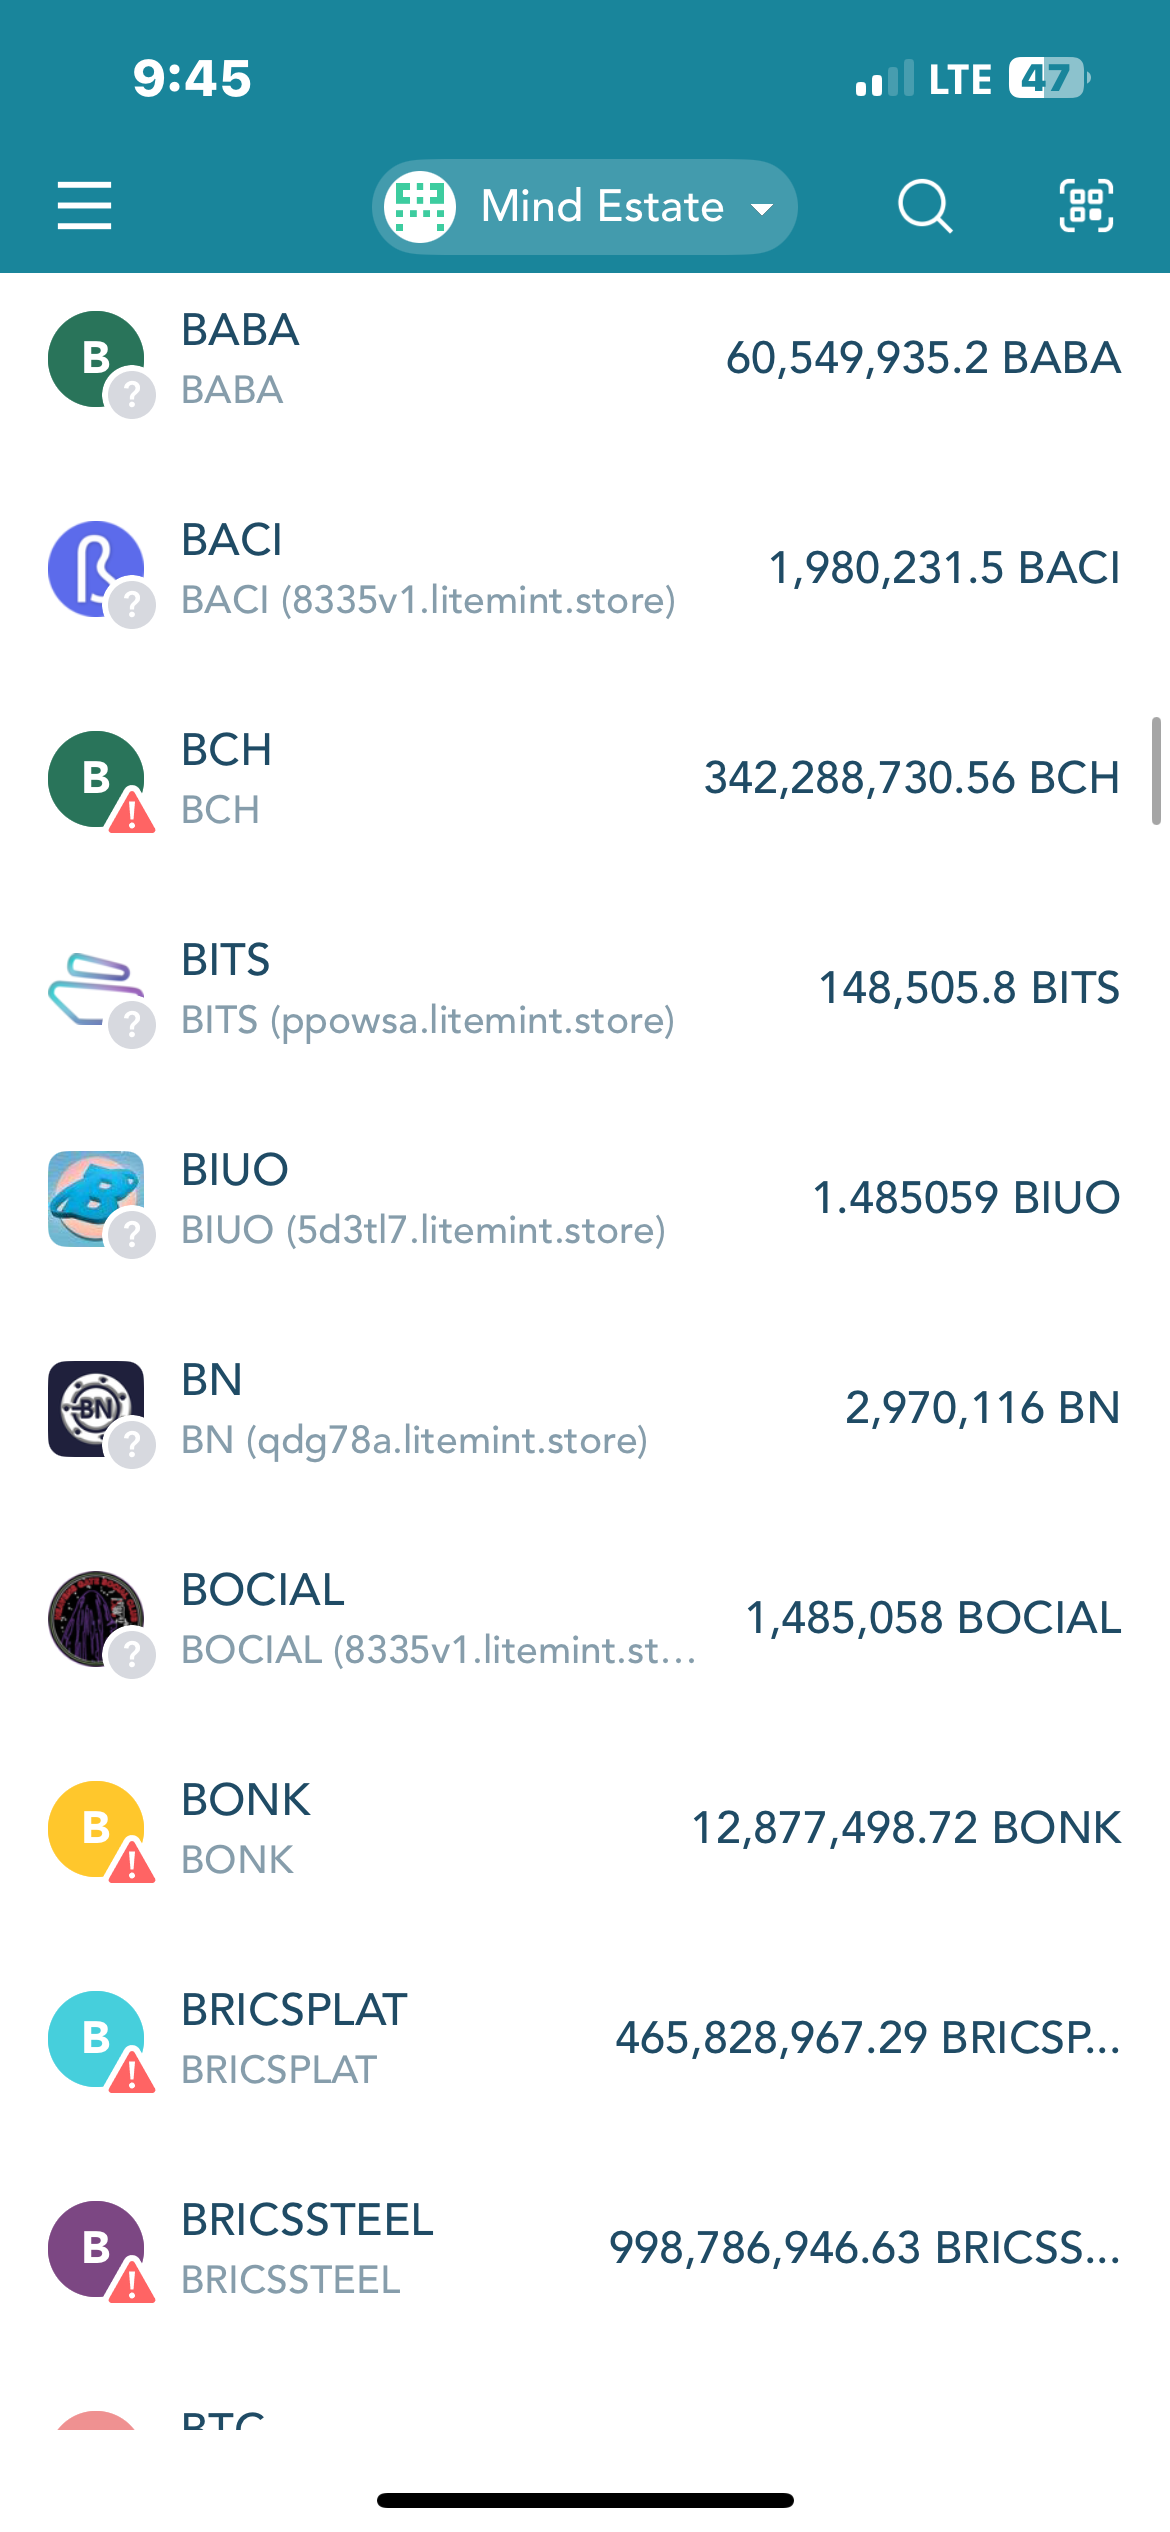 9:45
LTE
47
Mind Estate
B
BABA
60,549,935.2 BABA
BABA
BACI
1,980,231.5 BACI
BACI (8335v1.litemint.store)
B
BCH
342,288,730.56 BCH
BCH
BITS
148,505.8 BITS
BITS (ppowsa.litemint.store)
BIUO
1.485059 BIUO
BIUO (5d3tl7.litemint.store)
BN
BN
2,970,116 BN
BN (qdg78a.litemint.store)
BOCIAL
1,485,058 BOCIAL
BOCIAL (8335v1.litemint.st...
B
BONK
12,877,498.72 BONK
BONK
B
BRICSPLAT
465,828,967.29 BRICSP...
BRICSPLAT
B
BRICSSTEEL
998,786,946.63 BRICSS...
BRICSSTEEL
BTC